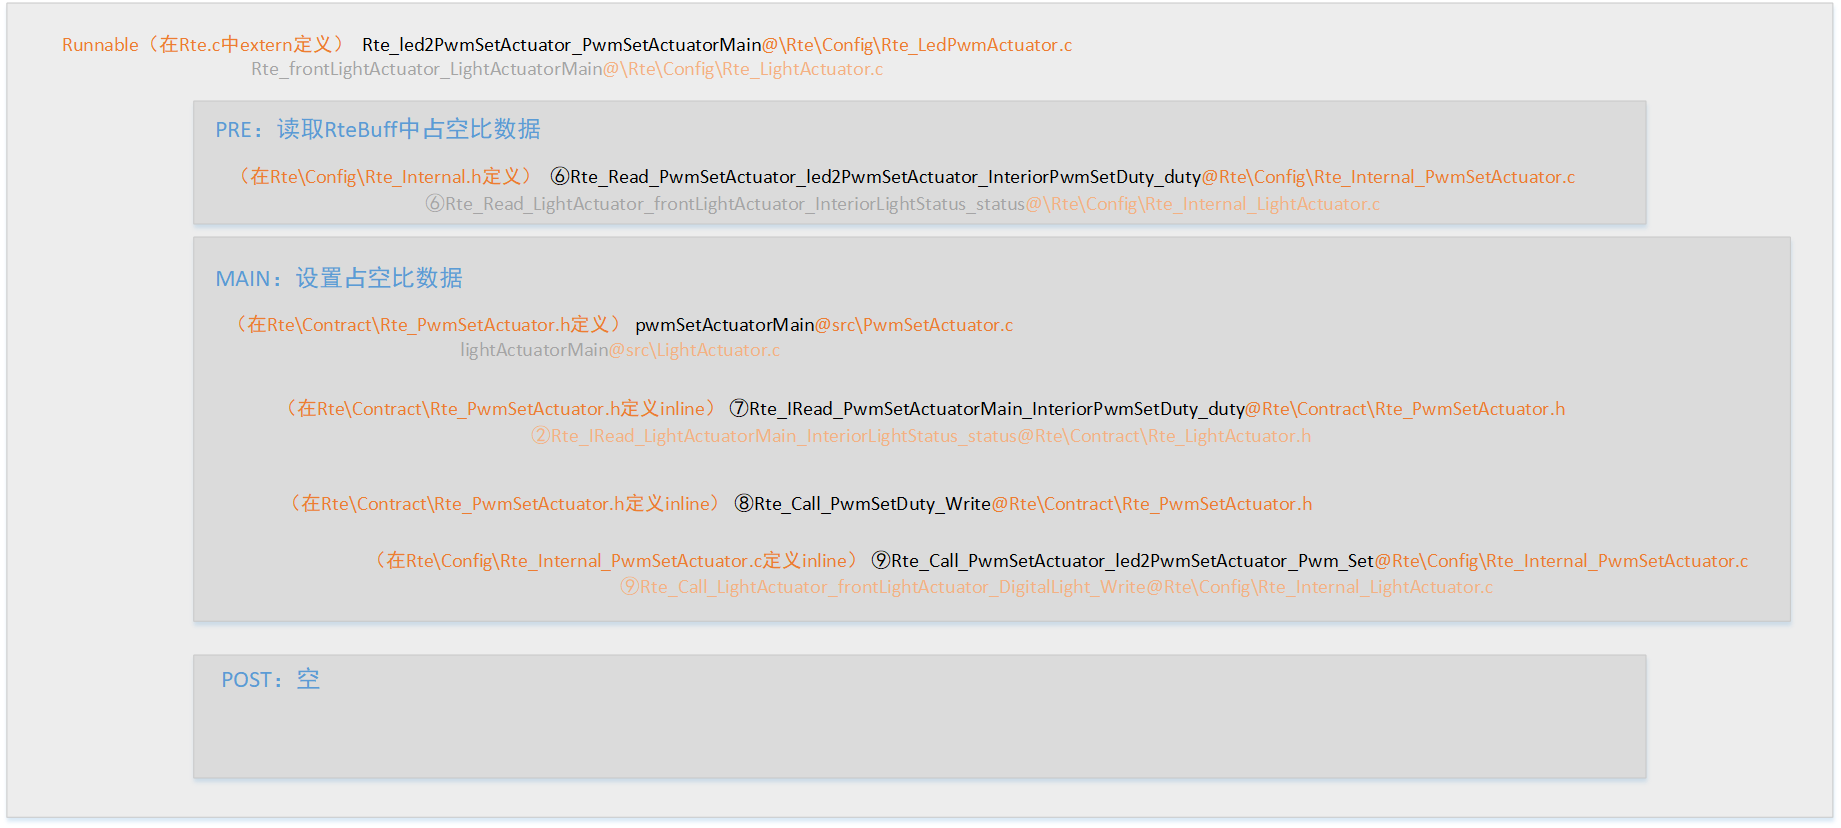 Runnable（在Rte.c中extern定义） Rte_led2PwmSetActuator_PwmSetActuatorMain@\Rte\Config\Rte_LedPwmActuator.c
Rte_frontLightActuator_LightActuatorMain@\Rte\Config\Rte_LightActuator.c
PRE：读取RteBuff中占空比数据
（在Rte\Config\Rte_Internal.h定义） ⑥Rte_Read_PwmSetActuator_led2PwmSetActuator_InteriorPwmSetDuty_duty@Rte\Config\Rte_Internal_PwmSetActuator.c
⑥Rte_Read_LightActuator_frontLightActuator_InteriorLightStatus_status@\Rte\Config\Rte_Internal_LightActuator.c
MAIN：设置占空比数据
（在Rte\Contract\Rte_PwmSetActuator.h定义） pwmSetActuatorMain@src\PwmSetActuator.c
lightActuatorMain@src\LightActuator.c
（在Rte\Contract\Rte_PwmSetActuator.h定义inline） ⑦Rte_IRead_PwmSetActuatorMain_InteriorPwmSetDuty_duty@Rte\Contract\Rte_PwmSetActuator.h
②Rte_IRead_LightActuatorMain_InteriorLightStatus_status@Rte\Contract\Rte_LightActuator.h
（在Rte\Contract\Rte_PwmSetActuator.h定义inline） ⑧Rte_Call_PwmSetDuty_Write@Rte\Contract\Rte_PwmSetActuator.h
（在Rte\Config\Rte_Internal_PwmSetActuator.c定义inline） ⑨Rte_Call_PwmSetActuator_led2PwmSetActuator_Pwm_Set@Rte\Config\Rte_Internal_PwmSetActuator.c
⑨Rte_Call_LightActuator_frontLightActuator_DigitalLight_Write@Rte\Config\Rte_Internal_LightActuator.c
POST：空